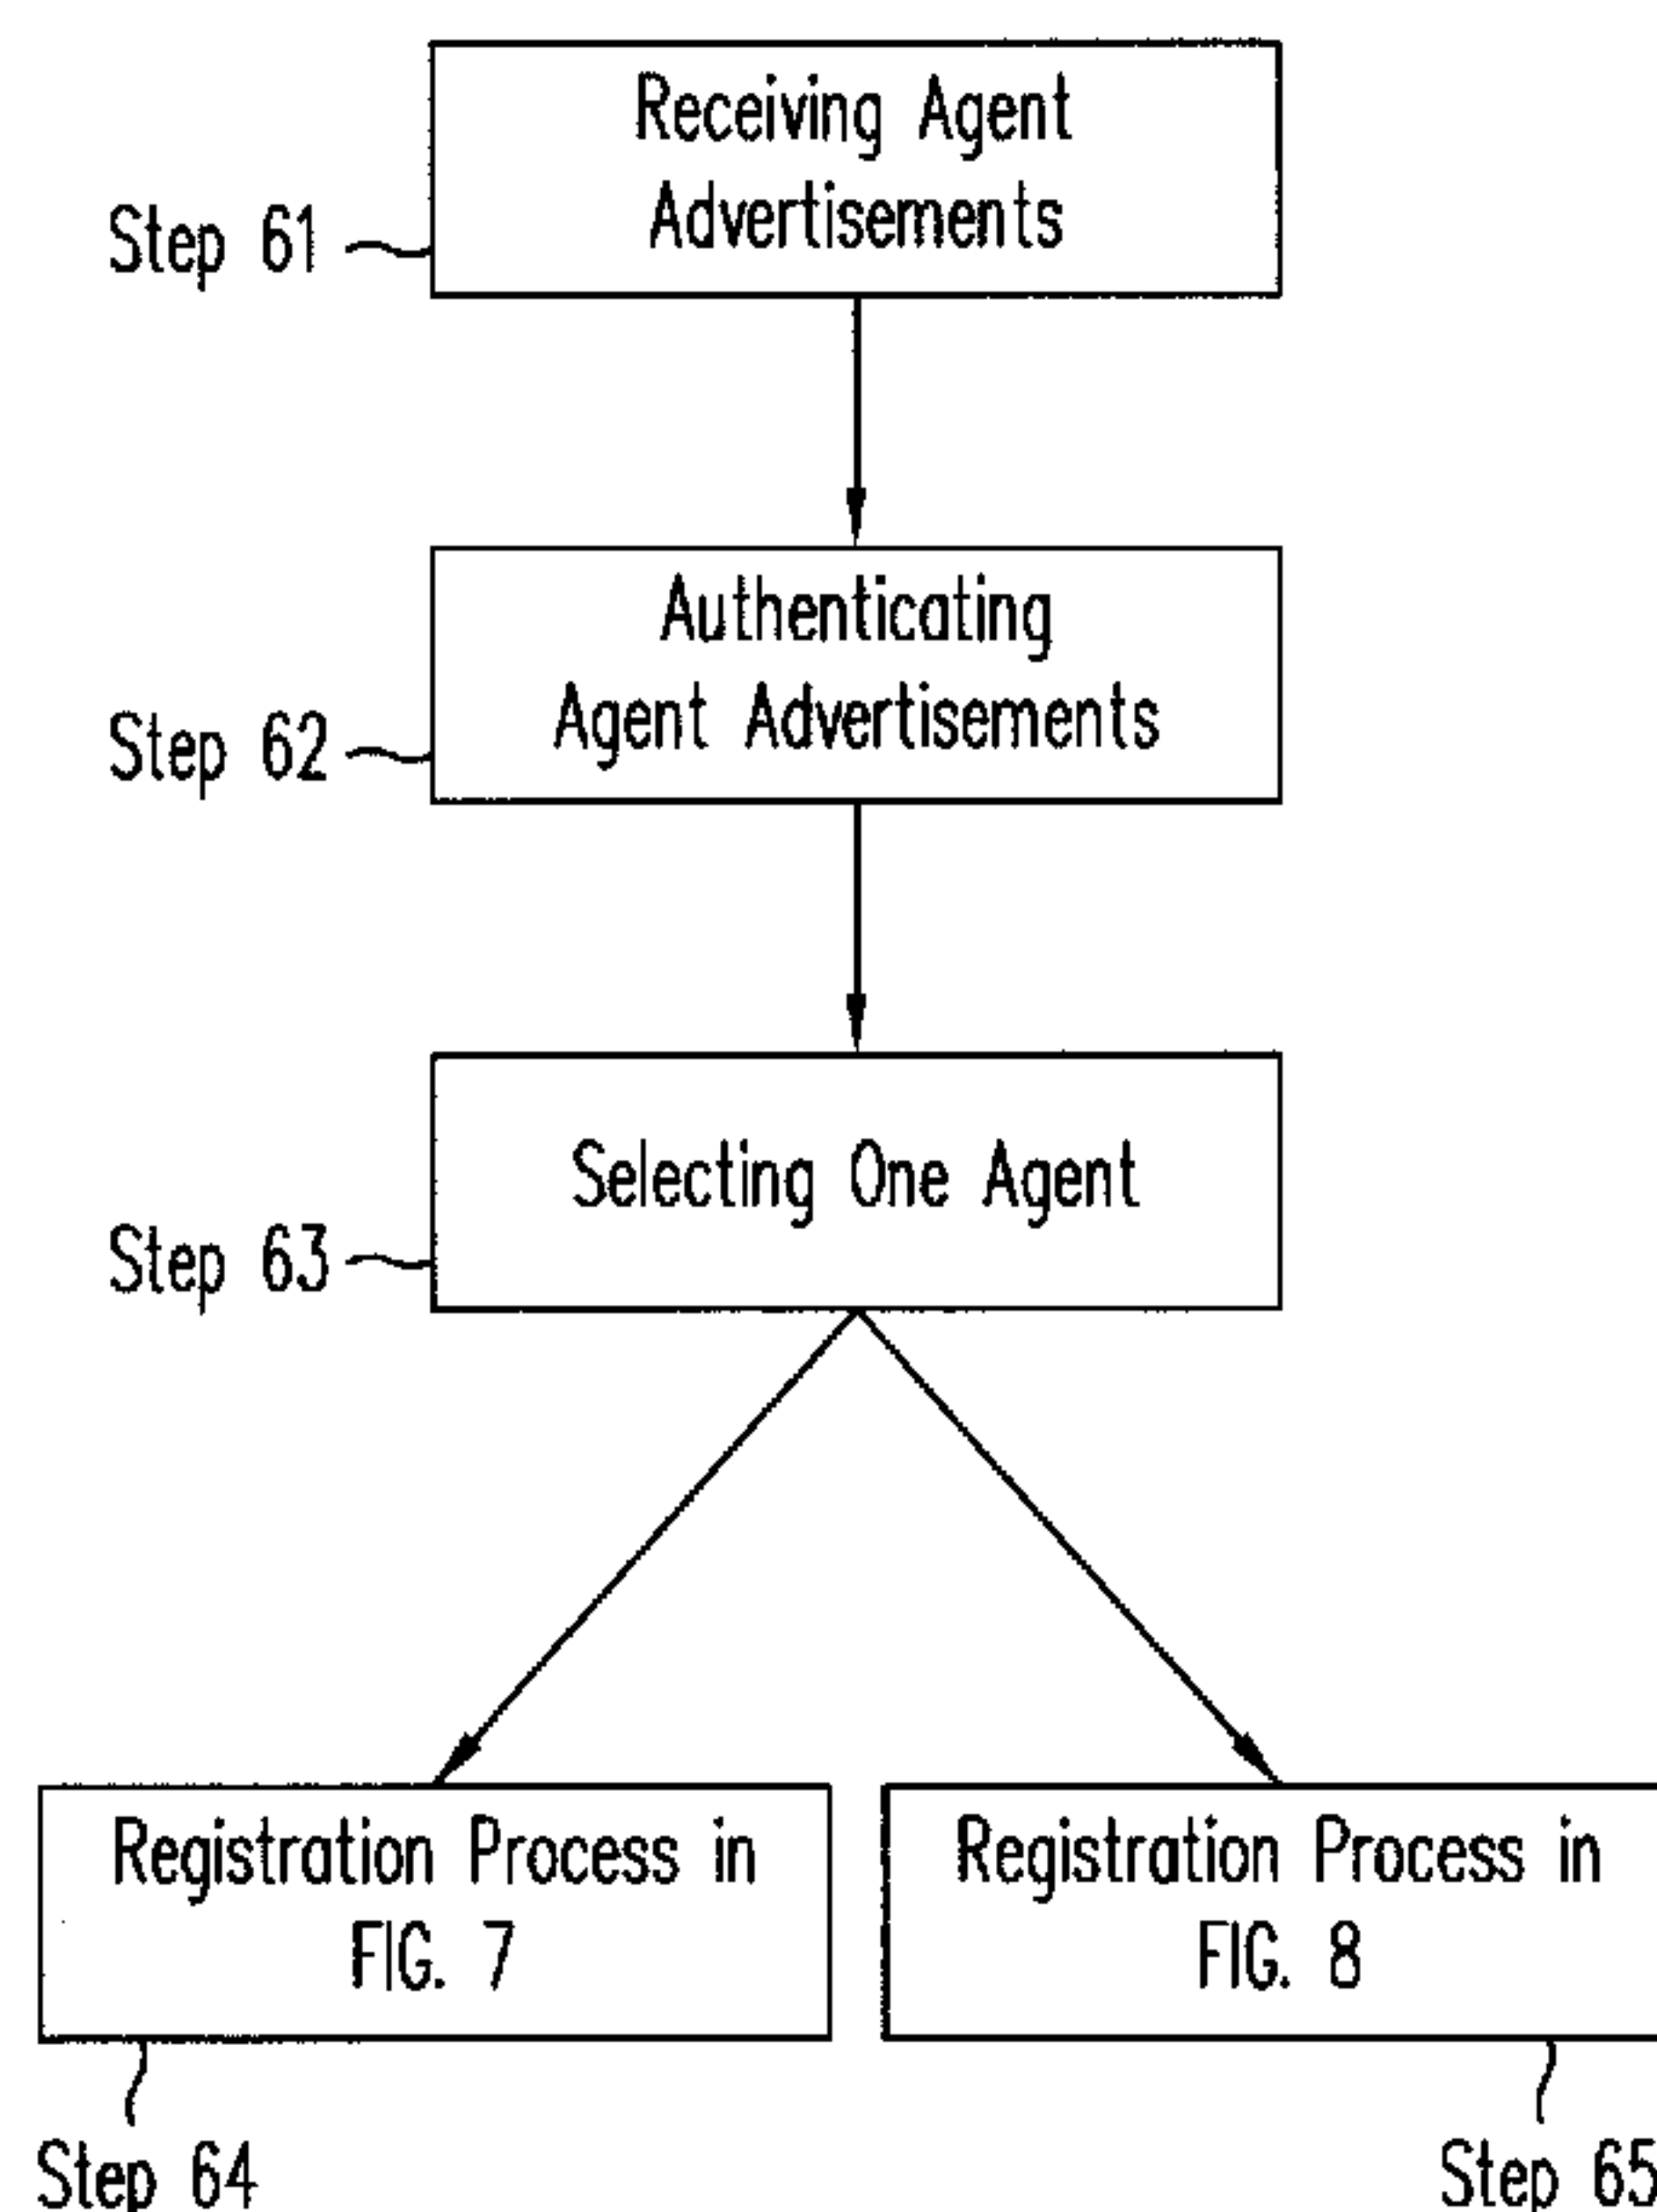 Receiving Agent
Advertisements
Step 61
Authenticating
Agent Advertisements
Step 62
Selecting One Agent
Step 63
Registration Process in
FIG. 7
Registration Process in
FIG. 8
Step 64
Step 65